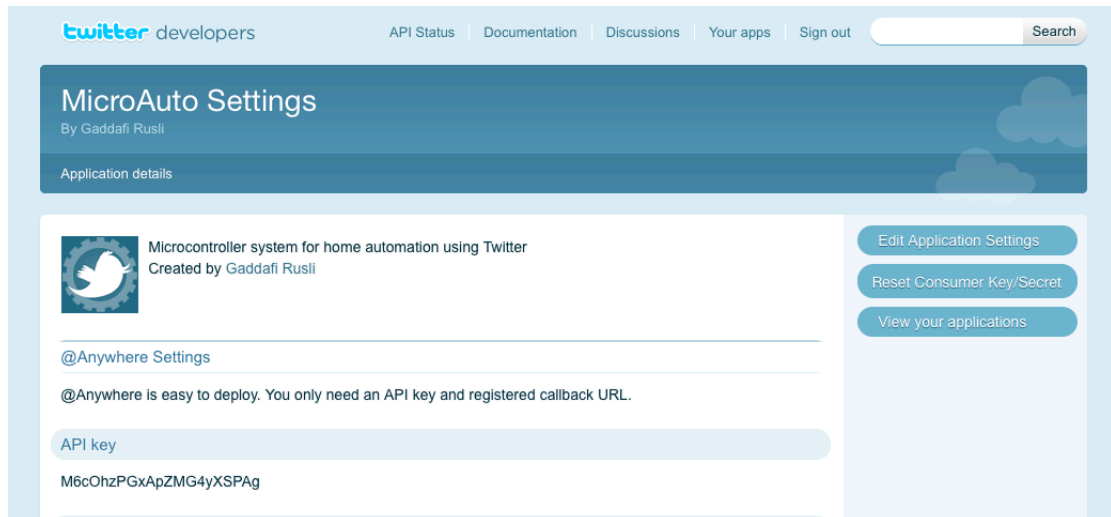 twitter developers
API Status Documentation Discussions Your apps Sign out Search
MicroAuto Settings
By Gaddafi Rusli
Application details
Microcontroller system for home automation using Twitter
Created by Gaddafi Rusli
Edit Application Settings
Reset Consumer Key/Secret
View your applications
@Anywhere Settings
@Anywhere is easy to deploy. You only need an API key and registered callback URL.
API key
M6cOhzPGxApZMG4yXSPAg